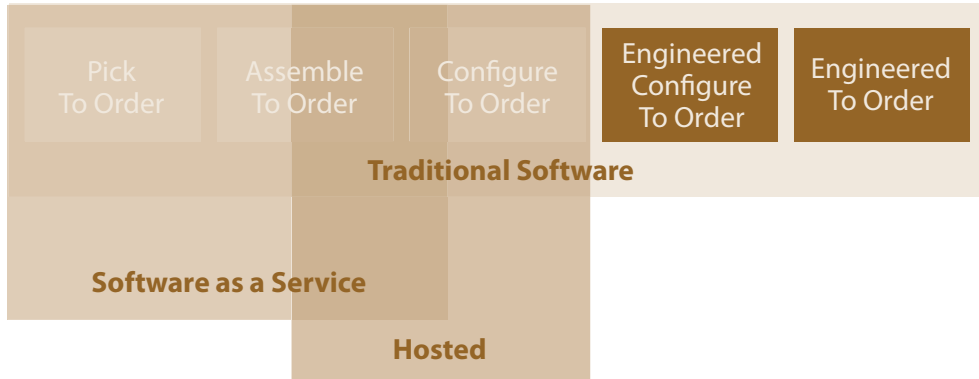 Pick
To Order
Assemble
To Order
Configure
To Order
Engineered
Configure
To Order
Engineered
To Order
Traditional Software
Software as a Service
Hosted